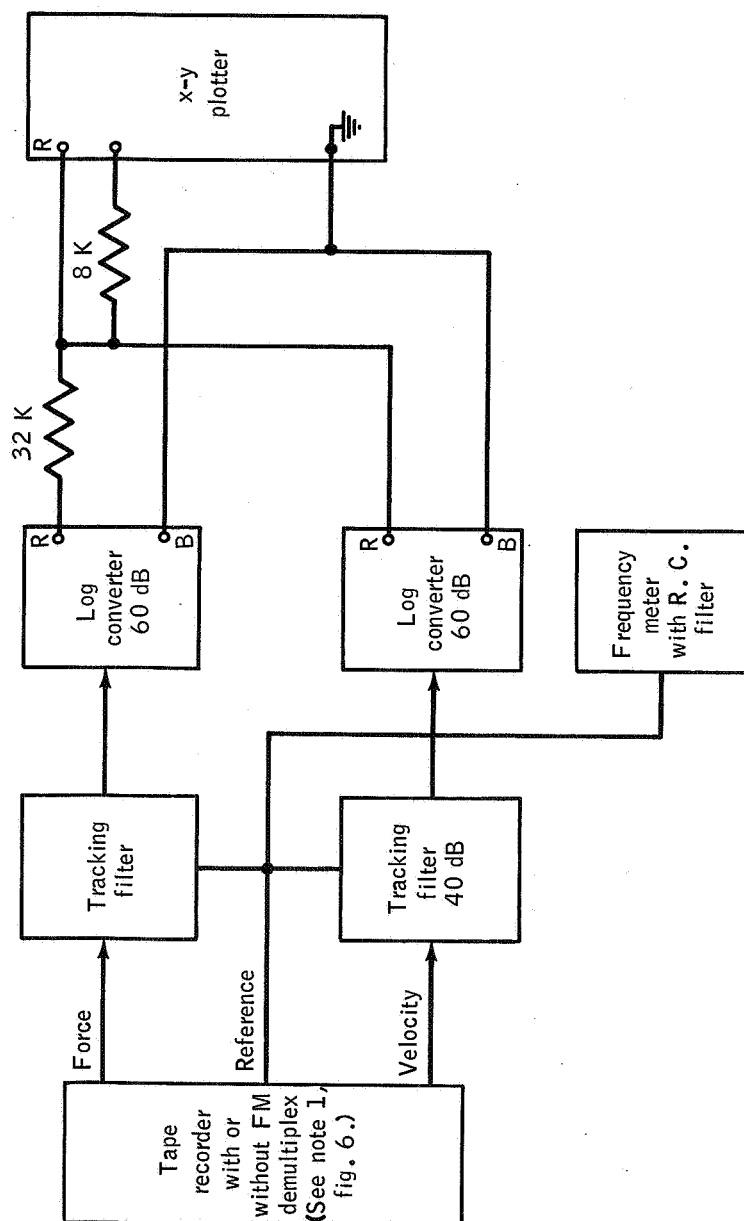 Tape
recorder
with or
without FM
demultiplex
(See note 1,
fig. 6.)
Force
Reference
Velocity
Tracking
filter
Tracking
filter
40 dB
R
Log
converter
60 dB
B
R
Log
converter
60 dB
B
Frequency
meter
with R. C.
filter
32 K
8 K
R
x-y
plotter